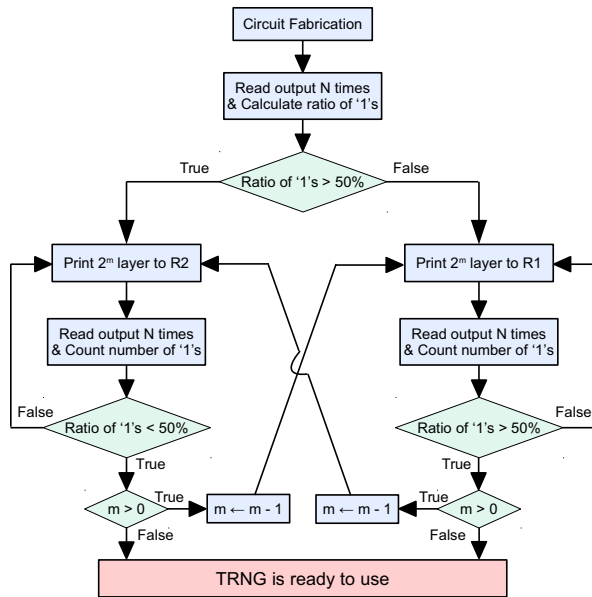 Circuit Fabrication
Read output N times
& Calculate ratio of ‘1’s
True
False
Ratio of ‘1’s > 50%
Print 2ᵐ layer to R2
Print 2ᵐ layer to R1
Read output N times
& Count number of ‘1’s
Read output N times
& Count number of ‘1’s
False
Ratio of ‘1’s < 50%
Ratio of ‘1’s > 50%
False
True
True
m > 0
True
m ← m - 1
m ← m - 1
True
m > 0
False
False
TRNG is ready to use